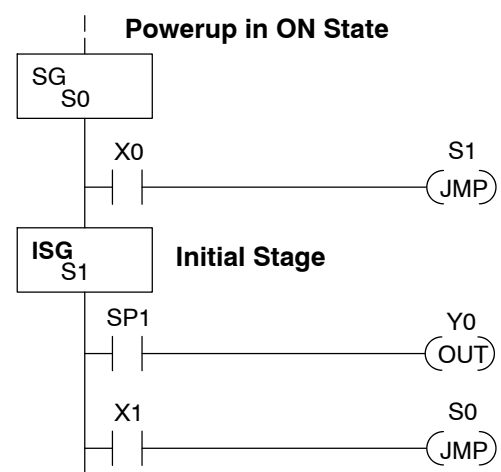 Powerup in ON State
SG
S0
X0
S1
JMP
ISG
S1
Initial Stage
SP1
Y0
OUT
X1
S0
JMP